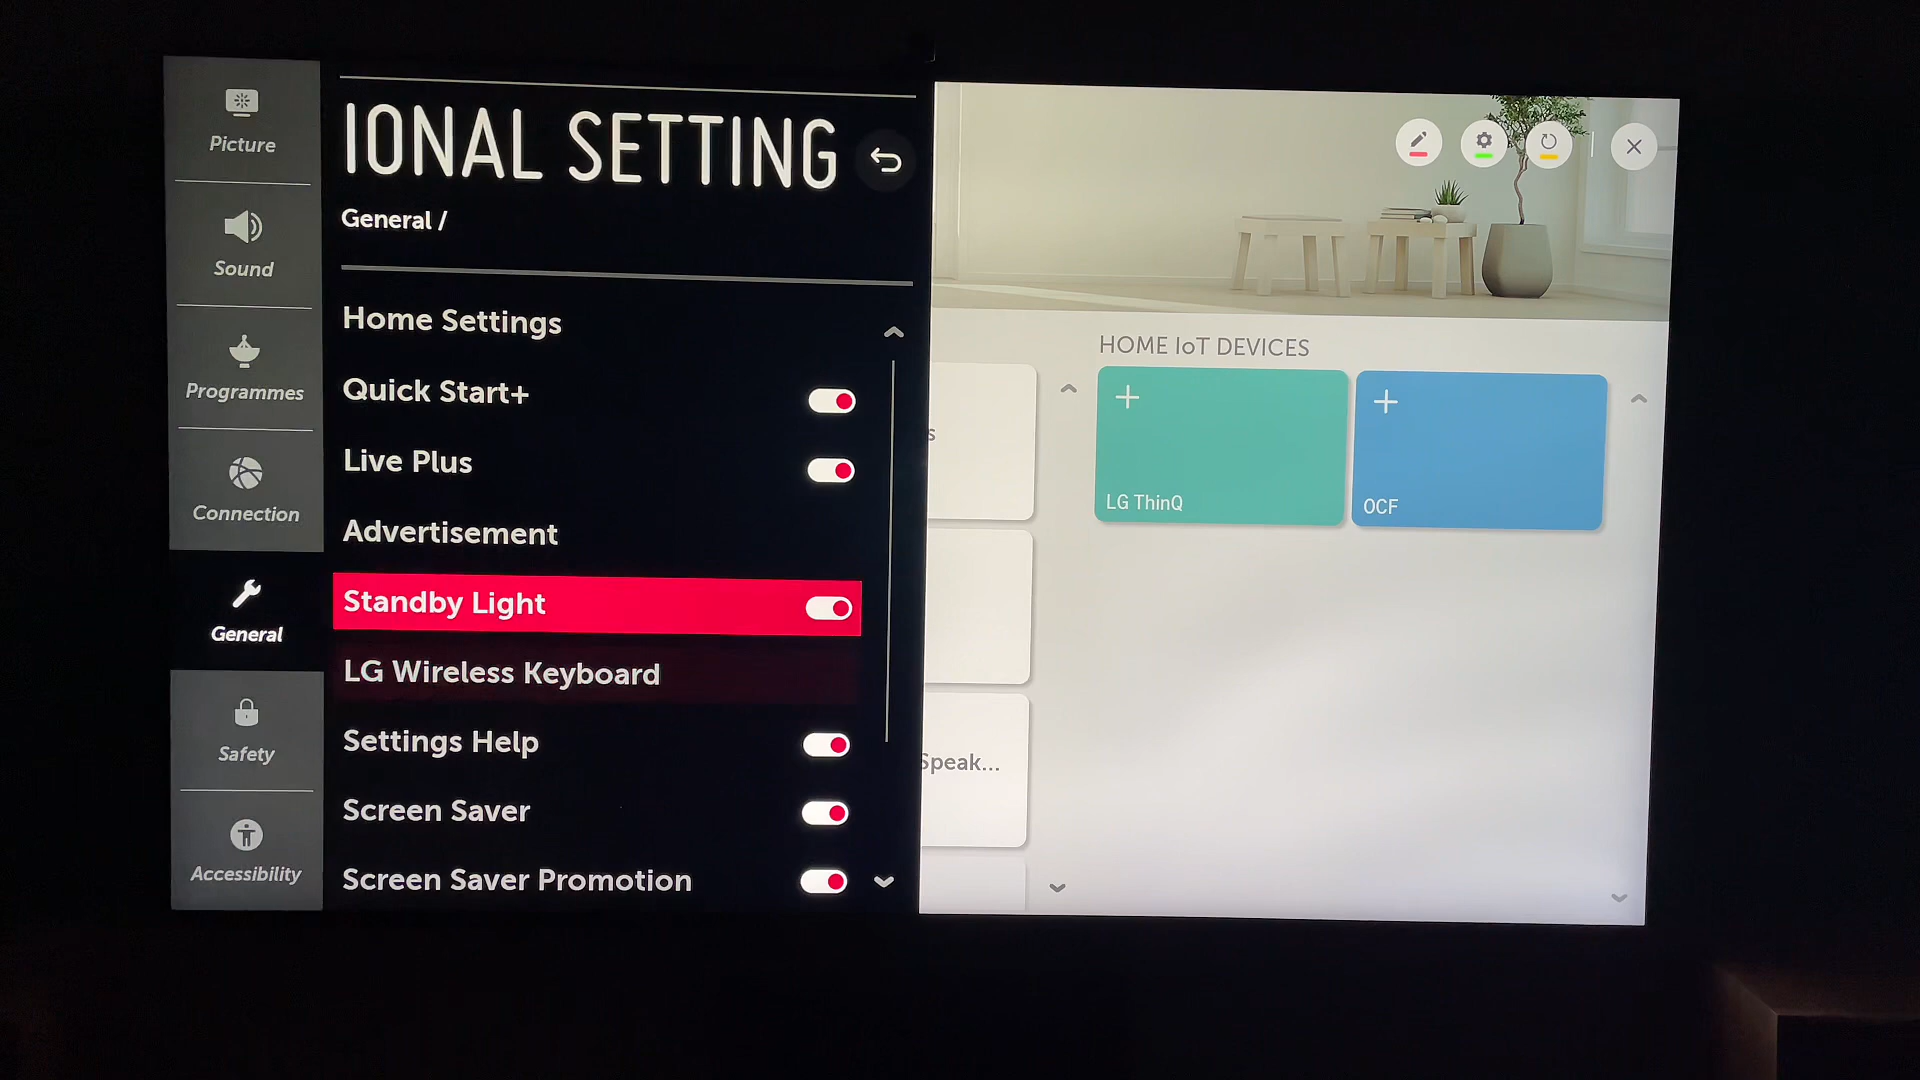 Picture
Sound
Programmes
Connection
General
Safety
Accessibility
IONAL SETTING
General /
Home Settings
Quick Start+
Live Plus
Advertisement
Standby Light
LG Wireless Keyboard
Settings Help
Screen Saver
Screen Saver Promotion
s
Speak...
HOME IoT DEVICES
LG ThinQ
OCF